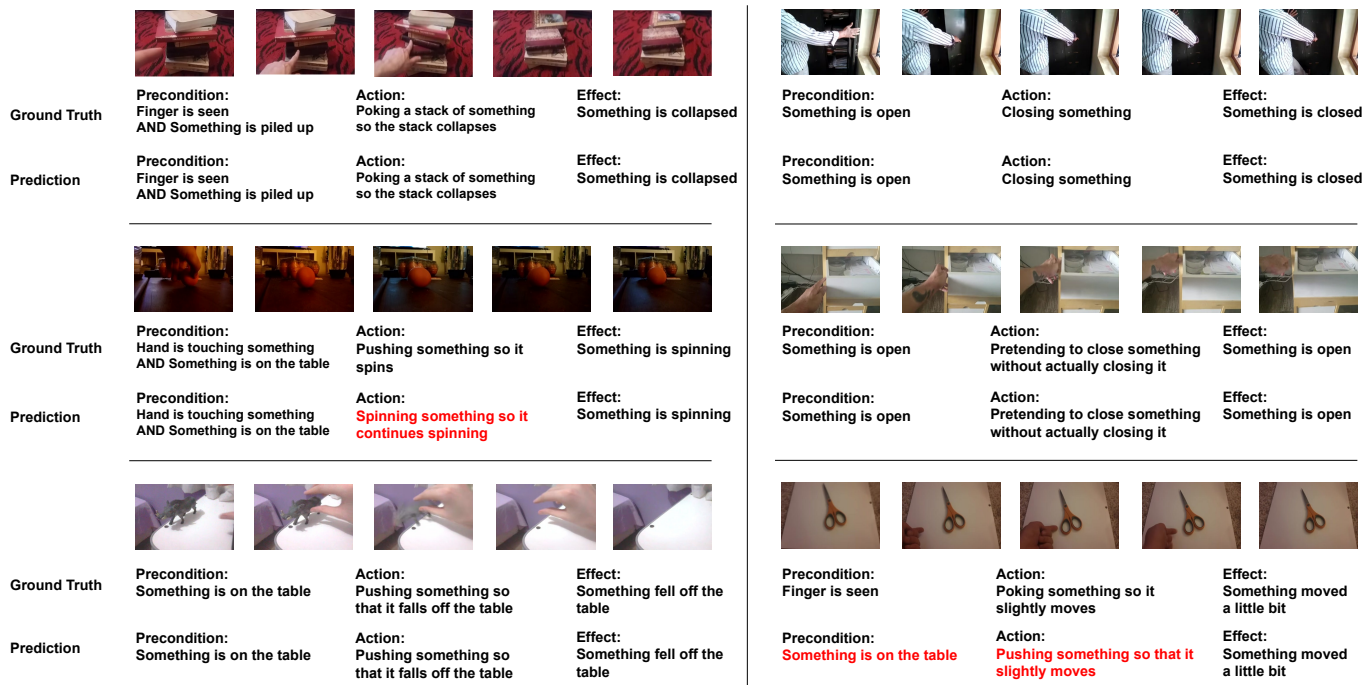 Ground Truth
Precondition:
Finger is seen
AND Something is piled up
Action:
Poking a stack of something
so the stack collapses
Effect:
Something is collapsed
Prediction
Precondition:
Finger is seen
AND Something is piled up
Action:
Poking a stack of something
so the stack collapses
Effect:
Something is collapsed
Precondition:
Something is open
Action:
Closing something
Effect:
Something is closed
Precondition:
Something is open
Action:
Closing something
Effect:
Something is closed
Ground Truth
Precondition:
Hand is touching something
AND Something is on the table
Action:
Pushing something so it
spins
Effect:
Something is spinning
Prediction
Precondition:
Hand is touching something
AND Something is on the table
Action:
Spinning something so it
continues spinning
Effect:
Something is spinning
Precondition:
Something is open
Action:
Pretending to close something
without actually closing it
Effect:
Something is open
Precondition:
Something is open
Action:
Pretending to close something
without actually closing it
Effect:
Something is open
Ground Truth
Precondition:
Something is on the table
Action:
Pushing something so
that it falls off the table
Effect:
Something fell off the
table
Prediction
Precondition:
Something is on the table
Action:
Pushing something so
that it falls off the table
Effect:
Something fell off the
table
Precondition:
Finger is seen
Action:
Poking something so it
slightly moves
Effect:
Something moved
a little bit
Precondition:
Something is on the table
Action:
Pushing something so that it
slightly moves
Effect:
Something moved
a little bit